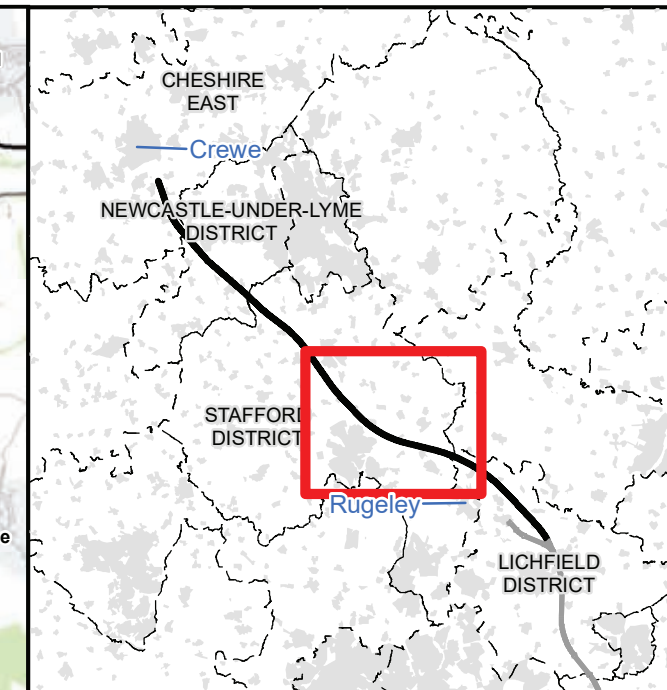 CHESHIRE
EAST
Crewe
NEWCASTLE-UNDER-LYME
DISTRICT
STAFFORD
DISTRICT
Rugeley
LICHFIELD
DISTRICT
e